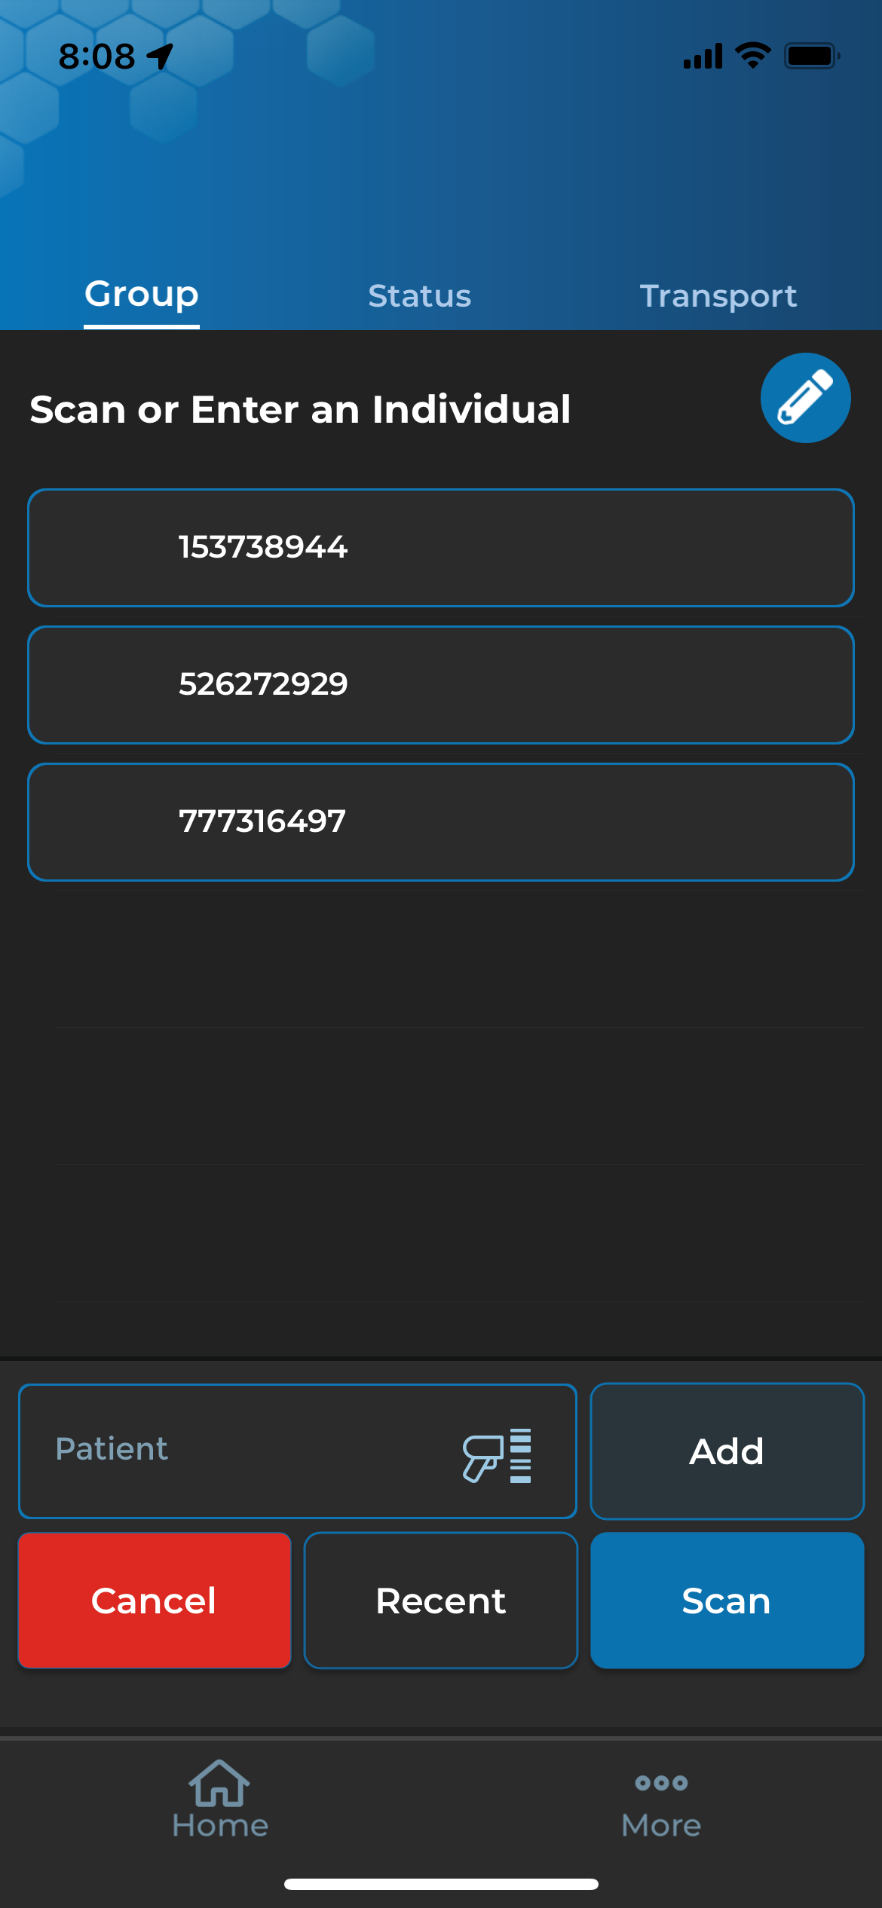 8:08
Group Status Transport
Scan or Enter an Individual
153738944
526272929
777316497
Patient Add
Cancel Recent Scan
Home More